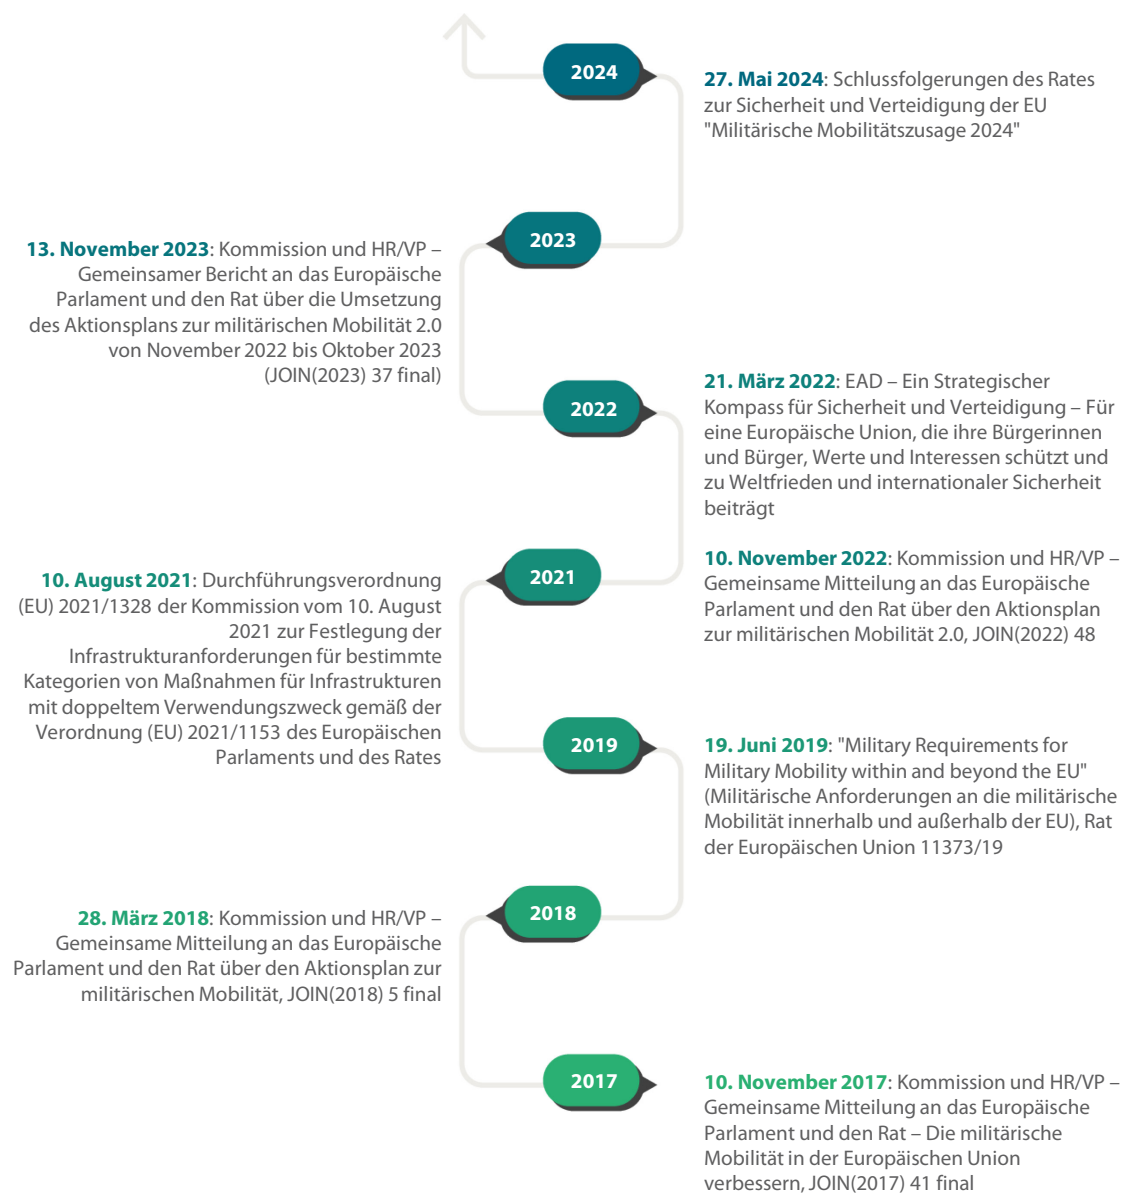 2024
27. Mai 2024: Schlussfolgerungen des Rates
zur Sicherheit und Verteidigung der EU
"Militärische Mobilitätszusage 2024"
2023
13. November 2023: Kommission und HR/VP –
Gemeinsamer Bericht an das Europäische
Parlament und den Rat über die Umsetzung
des Aktionsplans zur militärischen Mobilität 2.0
von November 2022 bis Oktober 2023
(JOIN(2023) 37 final)
2022
21. März 2022: EAD – Ein Strategischer
Kompass für Sicherheit und Verteidigung – Für
eine Europäische Union, die ihre Bürgerinnen
und Bürger, Werte und Interessen schützt und
zu Weltfrieden und internationaler Sicherheit
beiträgt
10. November 2022: Kommission und HR/VP –
Gemeinsame Mitteilung an das Europäische
Parlament und den Rat über den Aktionsplan
zur militärischen Mobilität 2.0, JOIN(2022) 48
2021
10. August 2021: Durchführungsverordnung
(EU) 2021/1328 der Kommission vom 10. August
2021 zur Festlegung der
Infrastrukturanforderungen für bestimmte
Kategorien von Maßnahmen für Infrastrukturen
mit doppeltem Verwendungszweck gemäß der
Verordnung (EU) 2021/1153 des Europäischen
Parlaments und des Rates
2019
19. Juni 2019: "Military Requirements for
Military Mobility within and beyond the EU"
(Militärische Anforderungen an die militärische
Mobilität innerhalb und außerhalb der EU), Rat
der Europäischen Union 11373/19
2018
28. März 2018: Kommission und HR/VP –
Gemeinsame Mitteilung an das Europäische
Parlament und den Rat über den Aktionsplan zur
militärischen Mobilität, JOIN(2018) 5 final
2017
10. November 2017: Kommission und HR/VP –
Gemeinsame Mitteilung an das Europäische
Parlament und den Rat – Die militärische
Mobilität in der Europäischen Union
verbessern, JOIN(2017) 41 final